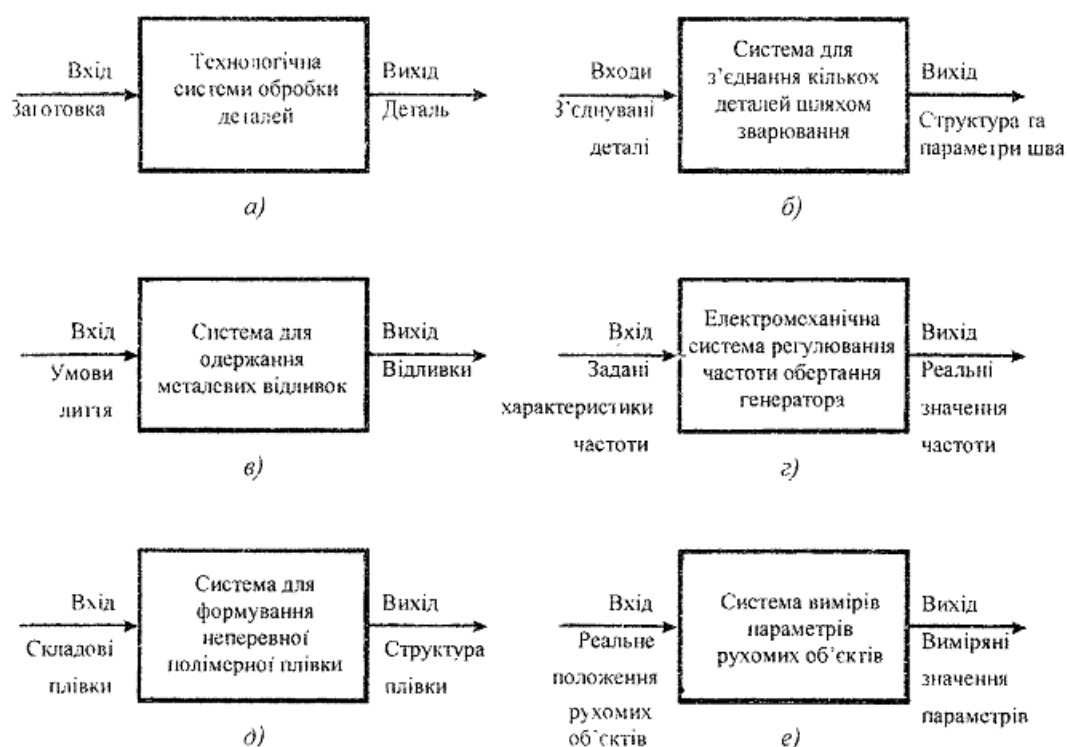 Вхід
Заготовка
Технологічна
системи обробки
деталей
Вихід
Деталь
а)
Входи
З’єднувані
деталі
Система для
з’єднання кількох
деталей шляхом
зварювання
Вихід
Структура та
параметри шва
б)
Вхід
Умови
лиття
Система для
одержання
металевих відливок
Вихід
Відливки
в)
Вхід
Задані
характеристики
частоти
Електромеханічна
система регулювання
частоти обертання
генератора
Вихід
Реальні
значення
частоти
г)
Вхід
Складові
плівки
Система для
формування
неперевної
полімерної плівки
Вихід
Структура
плівки
д)
Вхід
Реальне
положення
рухомих
об’єктів
Система вимірів
параметрів
рухомих об’єктів
Вихід
Виміряні
значення
параметрів
е)